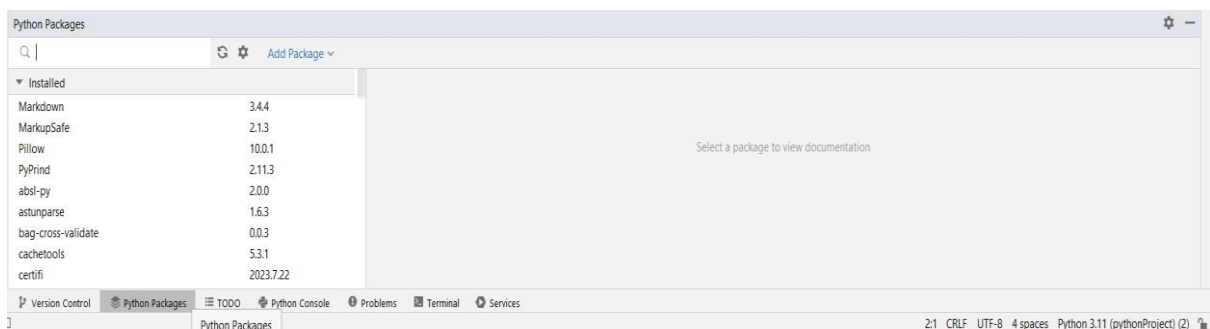 Python Packages
Add Package
Installed
Markdown 3.4.4
MarkupSafe 2.1.3
Pillow 10.0.1
PyPrind 2.11.3
Select a package to view documentation
absl-py 2.0.0
astunparse 1.6.3
bag-cross-validate 0.0.3
cachetools 5.3.1
certifi 2023.7.22
Version Control Python Packages TODO Python Console Problems Terminal Services
Python Packages
2:1 CRLF UTF-8 4 spaces Python 3.11 (pythonProject) (2)